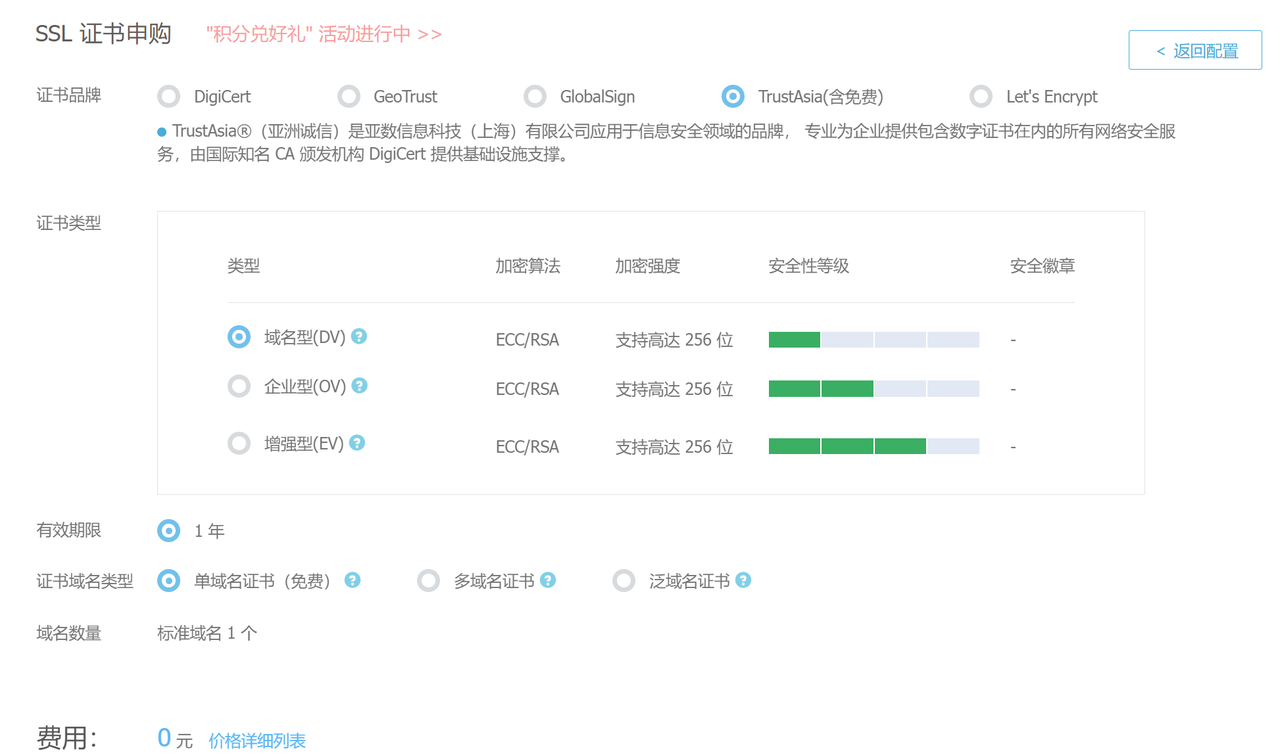 SSL 证书申购 "积分兑好礼" 活动进行中 >>
< 返回配置
证书品牌 DigiCert GeoTrust GlobalSign TrustAsia(含免费) Let's Encrypt
TrustAsia®（亚洲诚信）是亚数信息科技（上海）有限公司应用于信息安全领域的品牌， 专业为企业提供包含数字证书在内的所有网络安全服
务，由国际知名 CA 颁发机构 DigiCert 提供基础设施支撑。
证书类型
类型 加密算法 加密强度 安全性等级 安全徽章
域名型(DV) ? ECC/RSA 支持高达 256 位 -
企业型(OV) ? ECC/RSA 支持高达 256 位 -
增强型(EV) ? ECC/RSA 支持高达 256 位 -
有效期限 1 年
证书域名类型 单域名证书（免费） ? 多域名证书 ? 泛域名证书 ?
域名数量 标准域名 1 个
费用： 0 元 价格详细列表